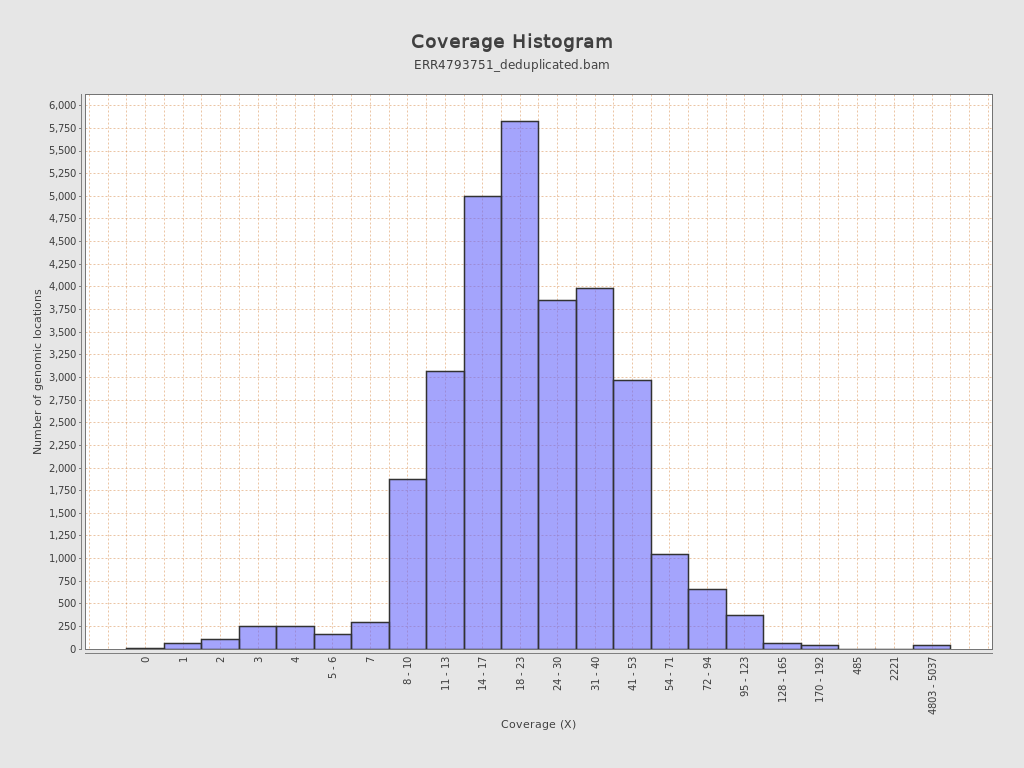 Coverage Histogram
ERR4793751_deduplicated.bam
Number of genomic locations
6,000
5,750
5,500
5,250
5,000
4,750
4,500
4,250
4,000
3,750
3,500
3,250
3,000
2,750
2,500
2,250
2,000
1,750
1,500
1,250
1,000
750
500
250
0
0
1
2
3
4
5 - 6
7
8 - 10
11 - 13
14 - 17
18 - 23
24 - 30
31 - 40
41 - 53
54 - 71
72 - 94
95 - 123
128 - 165
170 - 192
485
2221
4803 - 5037
Coverage (X)